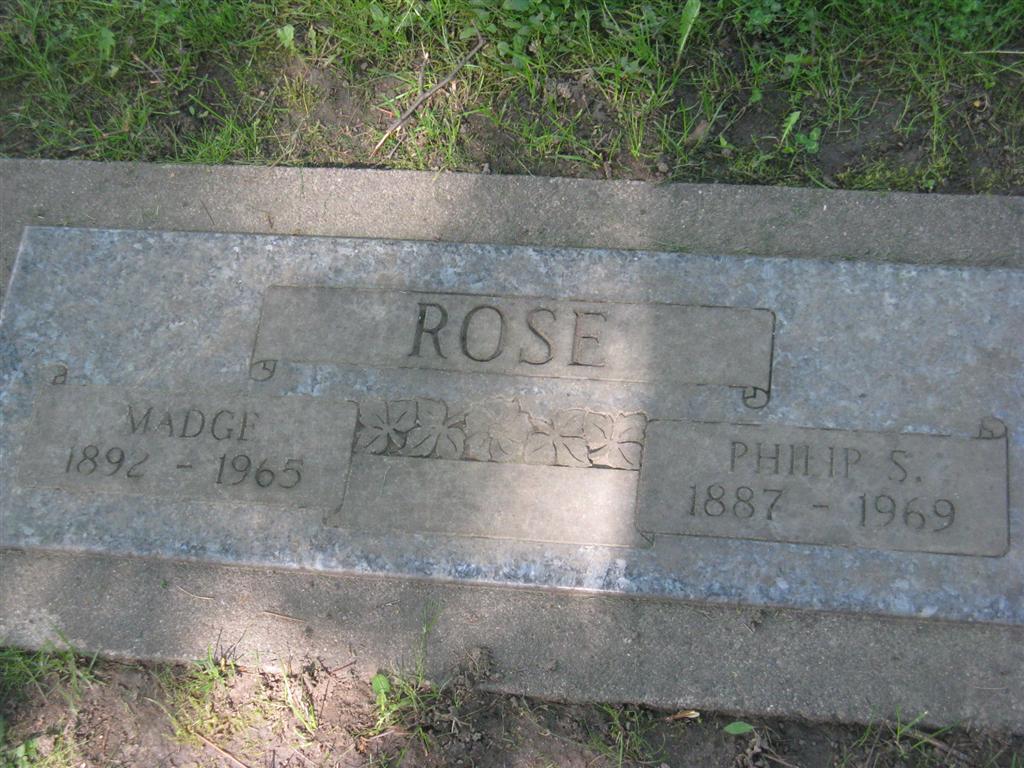 ROSE
MADGE
1892 - 1965
PHILIP S.
1887 - 1969